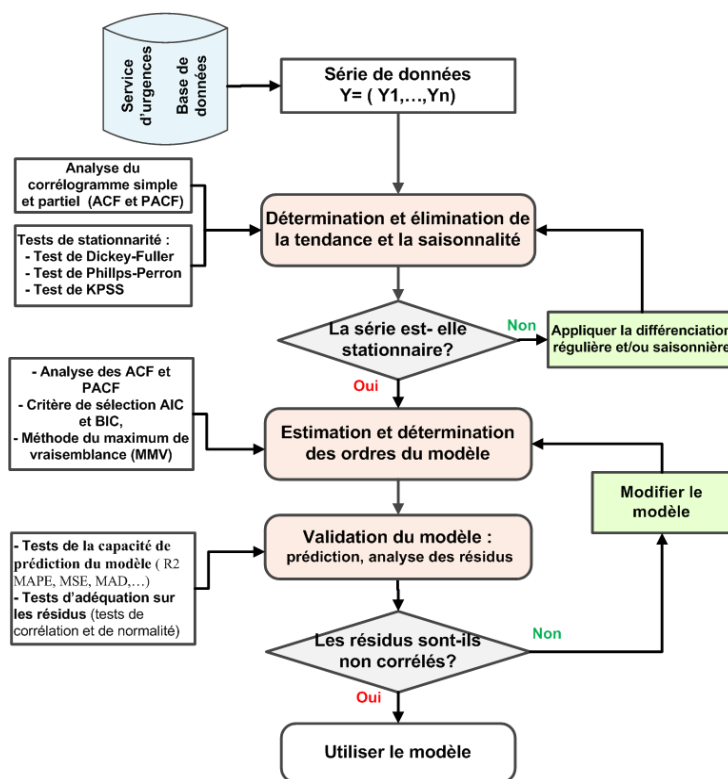 Service
d'urgences
Base de
données
Série de données
Y= ( Y1,...,Yn)
Analyse du
corrélogramme simple
et partiel (ACF et PACF)
Tests de stationnarité :
- Test de Dickey-Fuller
- Test de Phillps-Perron
- Test de KPSS
Détermination et élimination de
la tendance et la saisonnalité
La série est- elle
stationnaire?
Non
Appliquer la différenciation
régulière et/ou saisonnière
Oui
- Analyse des ACF et
PACF
- Critère de sélection AIC
et BIC,
- Méthode du maximum de
vraisemblance (MMV)
Estimation et détermination
des ordres du modèle
Modifier le
modèle
Validation du modèle :
prédiction, analyse des résidus
- Tests de la capacité de
prédiction du modèle ( R2
MAPE, MSE, MAD,...)
- Tests d'adéquation sur
les résidus (tests de
corrélation et de normalité)
Les résidus sont-ils
non corrélés?
Non
Oui
Utiliser le modèle